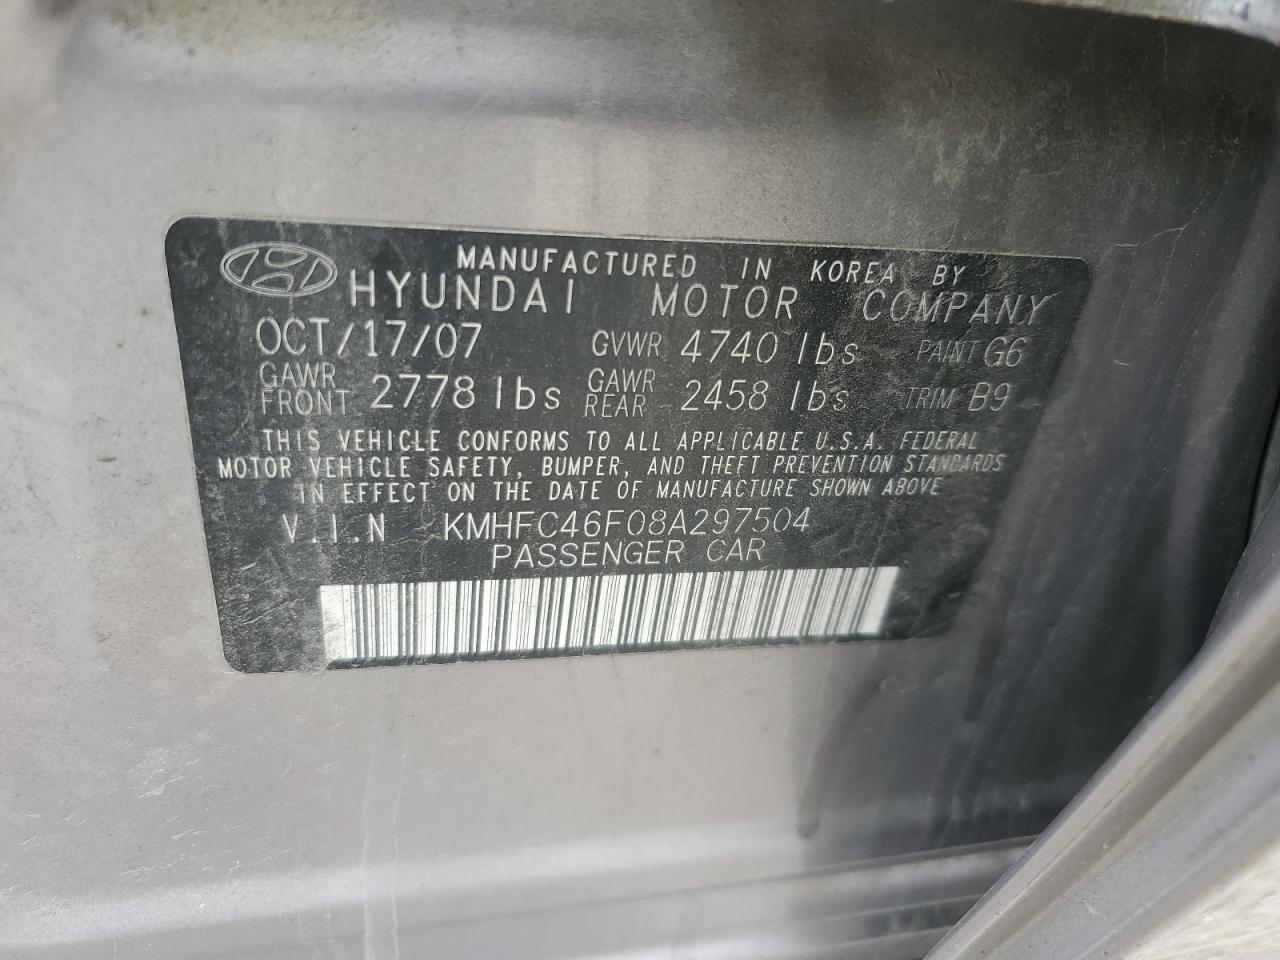 MANUFACTURED IN KOREA BY
HYUNDAI MOTOR COMPANY
OCT/17/07 GVWR 4740 lbs PAINT G6
GAWR FRONT 2778 lbs GAWR REAR 2458 lbs TRIM B9
THIS VEHICLE CONFORMS TO ALL APPLICABLE U.S.A. FEDERAL
MOTOR VEHICLE SAFETY, BUMPER, AND THEFT PREVENTION STANDARDS
IN EFFECT ON THE DATE OF MANUFACTURE SHOWN ABOVE
V.I.N KMHFC46F08A297504
PASSENGER CAR